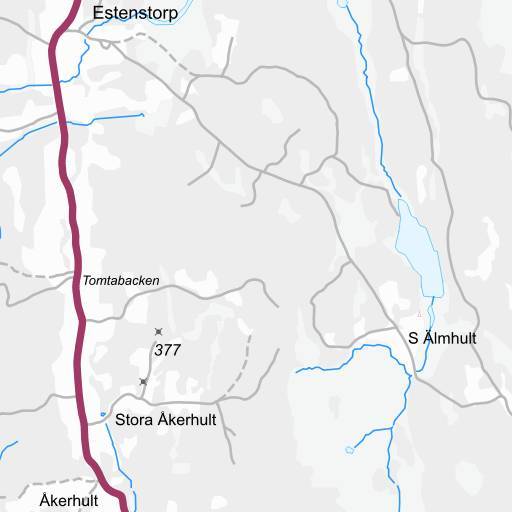 Estenstorp
Tomtabacken
377
S Älmhult
Stora Åkerhult
Åkerhult